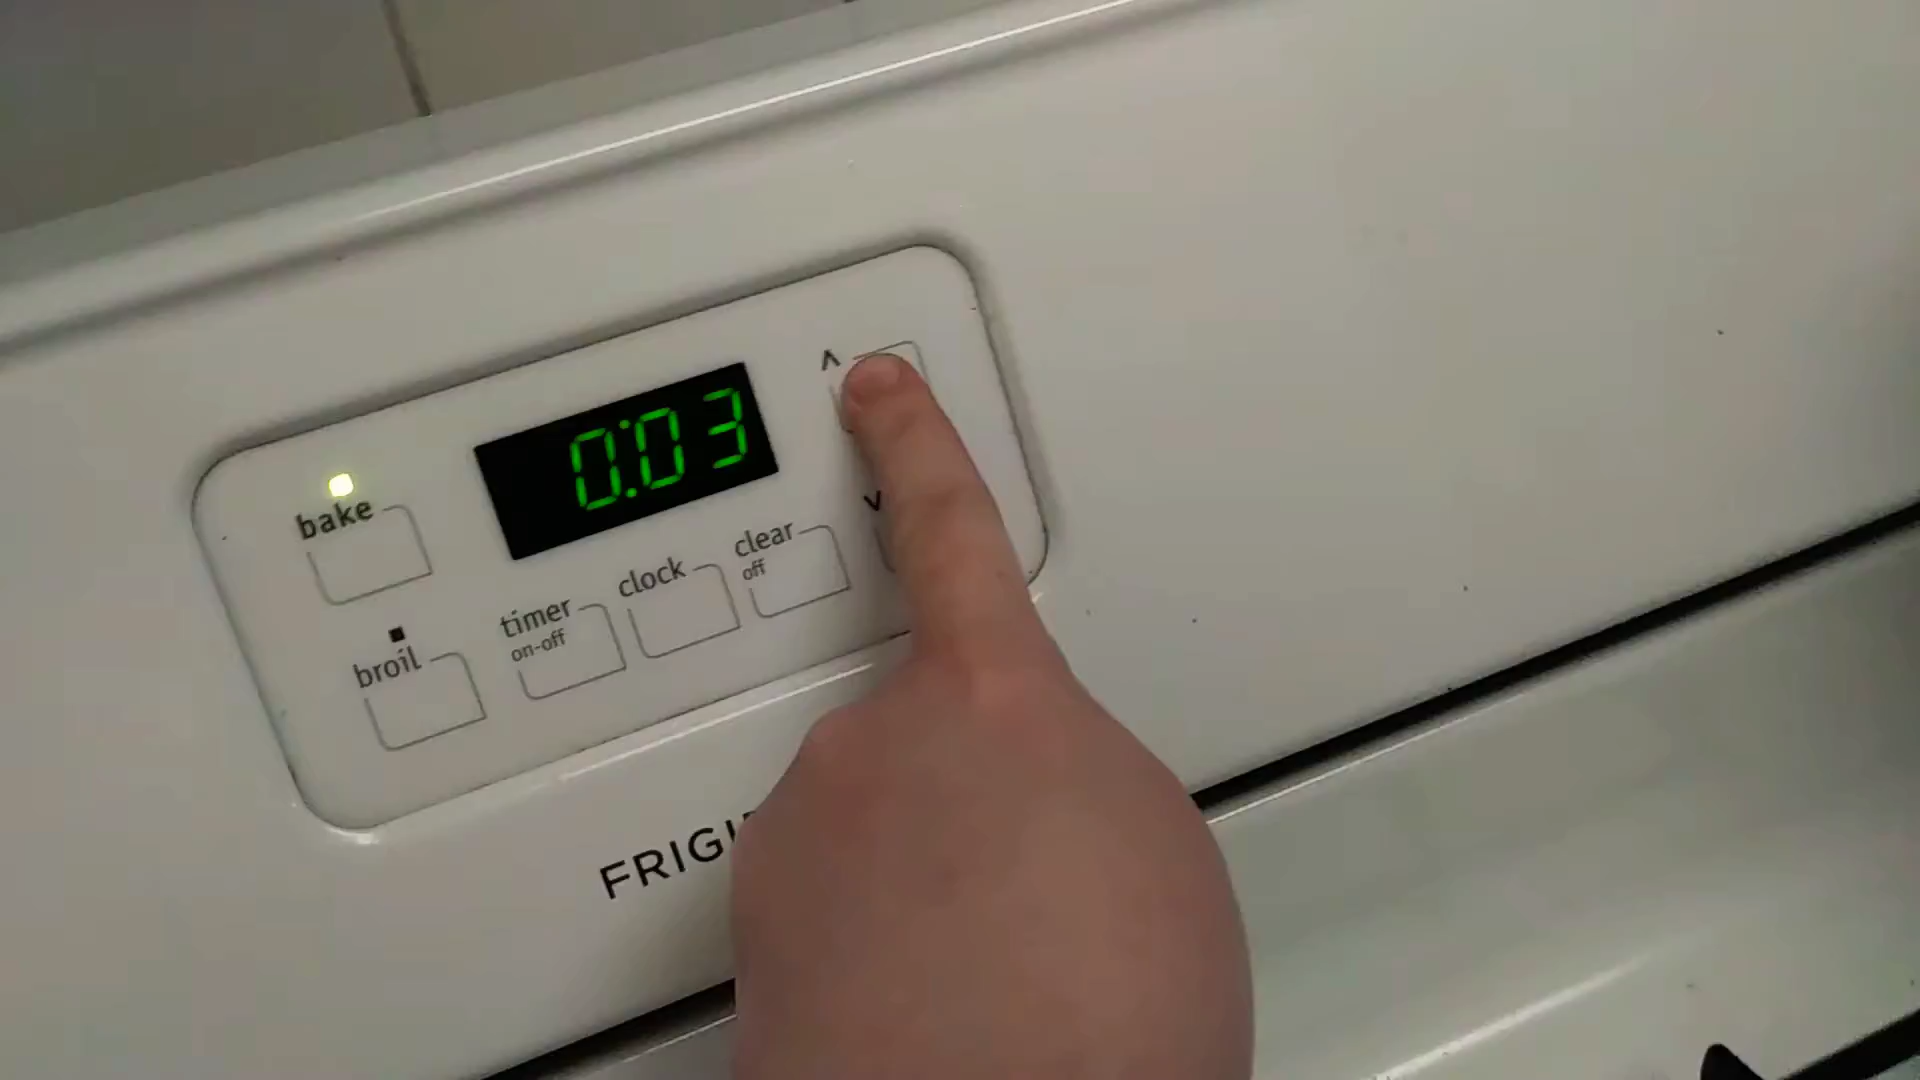 ^
0:03
bake
v
clear
off
clock
timer
on-off
broil
FRIGI